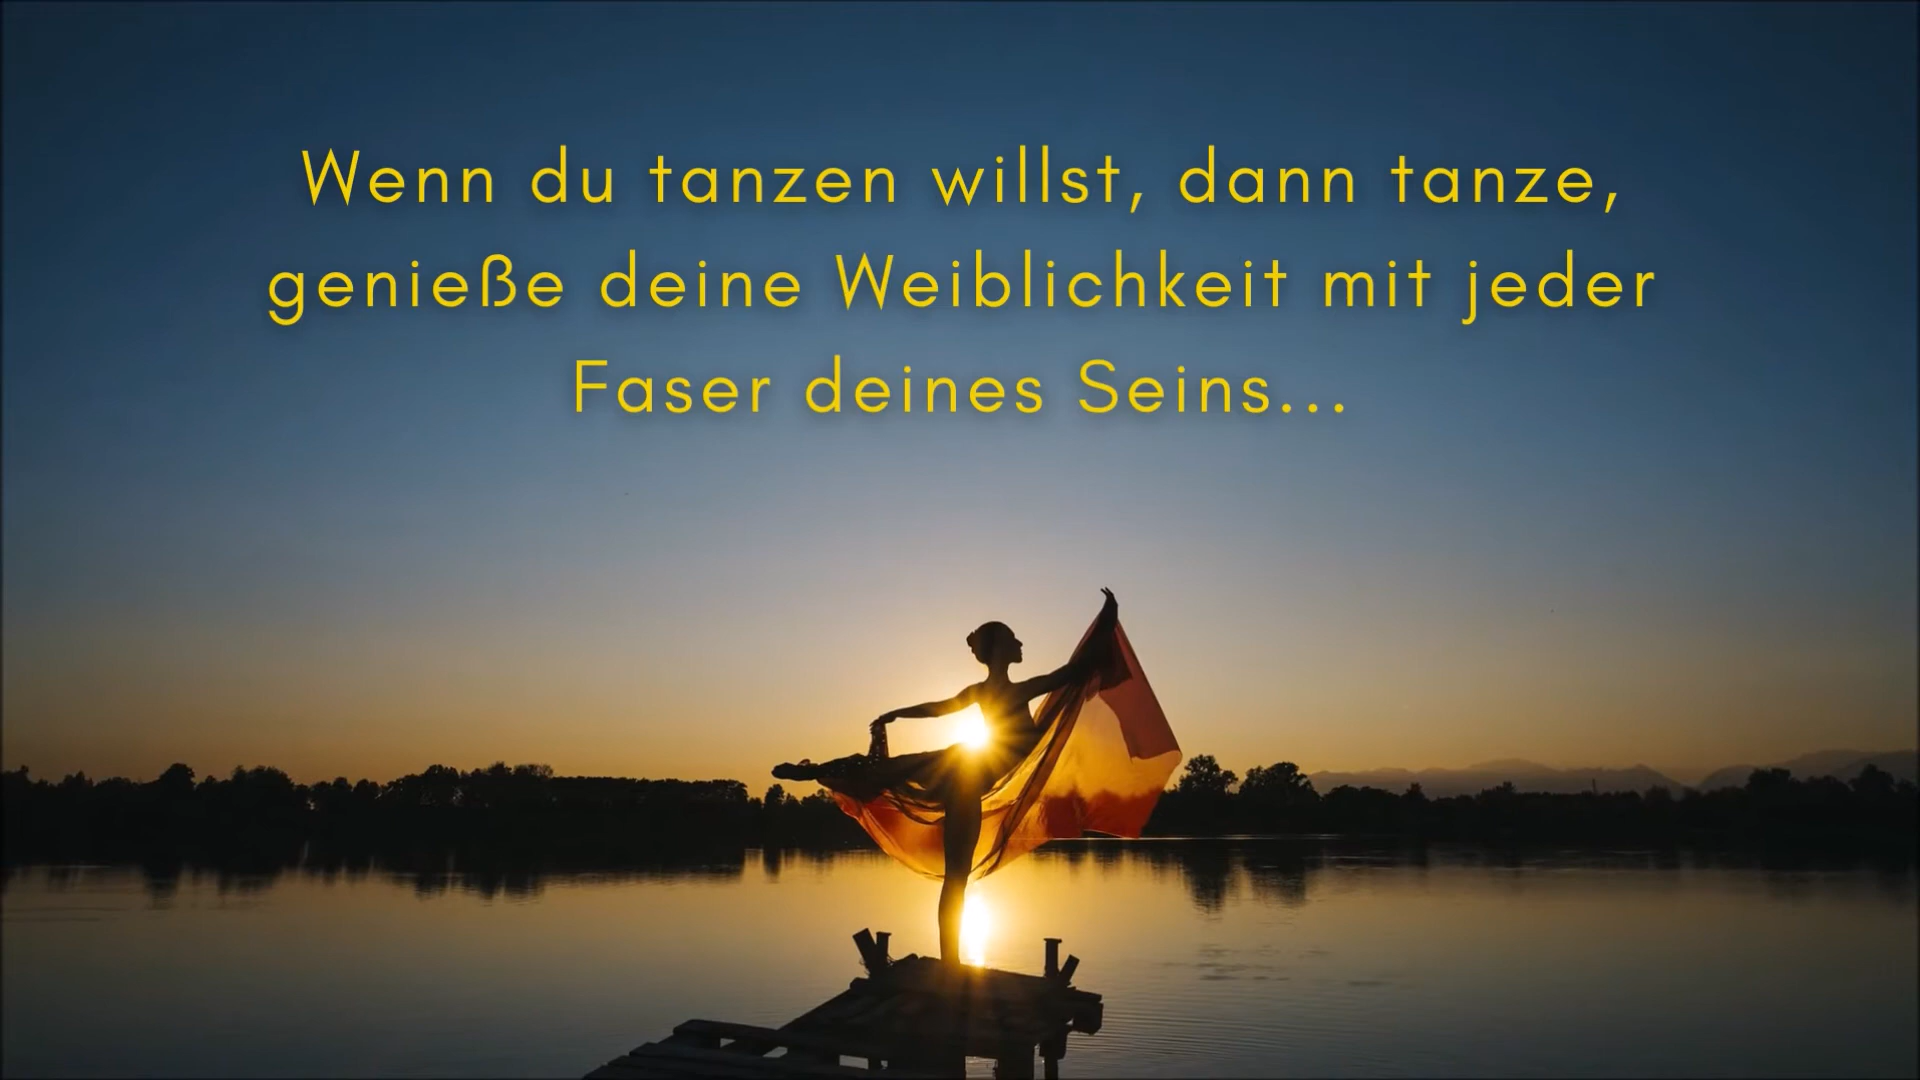 Wenn du tanzen willst, dann tanze,
genieße deine Weiblichkeit mit jeder
Faser deines Seins...